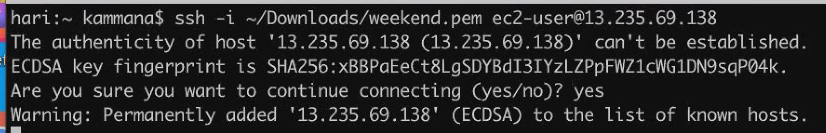 hari:~ kammana$ ssh -i ~/Downloads/weekend.pem ec2-user@13.235.69.138
The authenticity of host '13.235.69.138 (13.235.69.138)' can't be established.
ECDSA key fingerprint is SHA256:xBBPaEeCt8LgSDYBdI3IYzLZPpFWZ1cWG1DN9sqP04k.
Are you sure you want to continue connecting (yes/no)? yes
Warning: Permanently added '13.235.69.138' (ECDSA) to the list of known hosts.